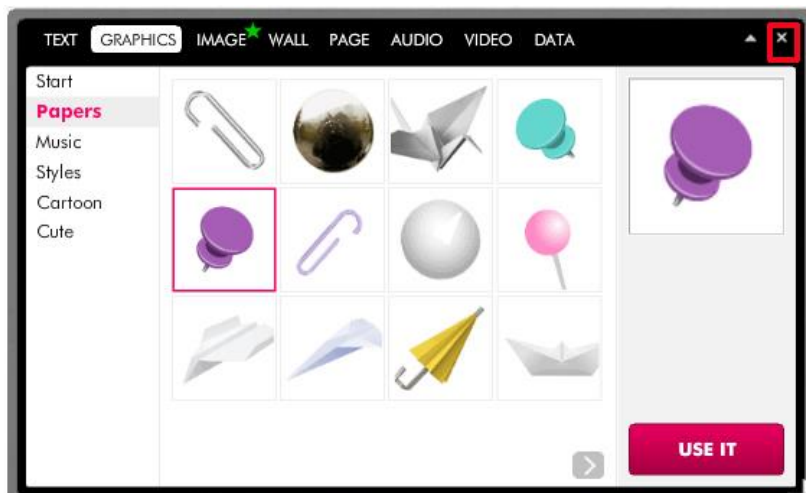 TEXT GRAPHICS IMAGE WALL PAGE AUDIO VIDEO DATA
Start
Papers
Music
Styles
Cartoon
Cute
USE IT